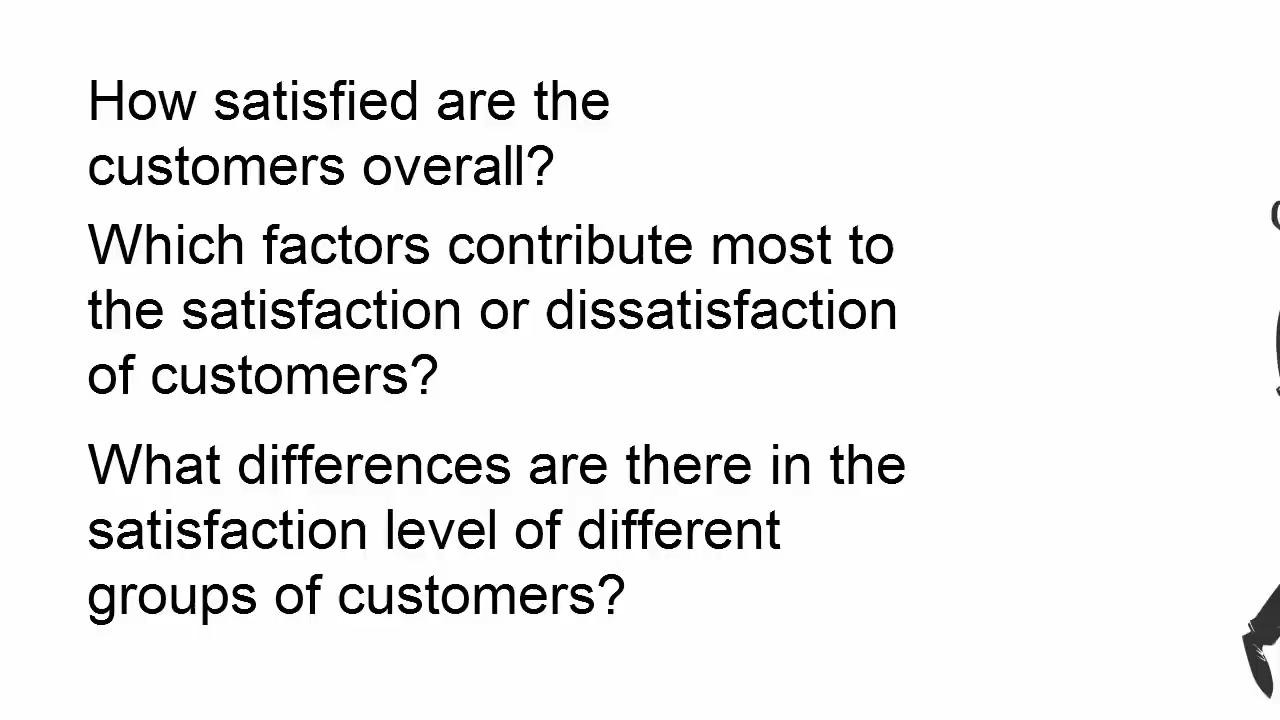 How satisfied are the
customers overall?
Which factors contribute most to
the satisfaction or dissatisfaction
of customers?
What differences are there in the
satisfaction level of different
groups of customers?